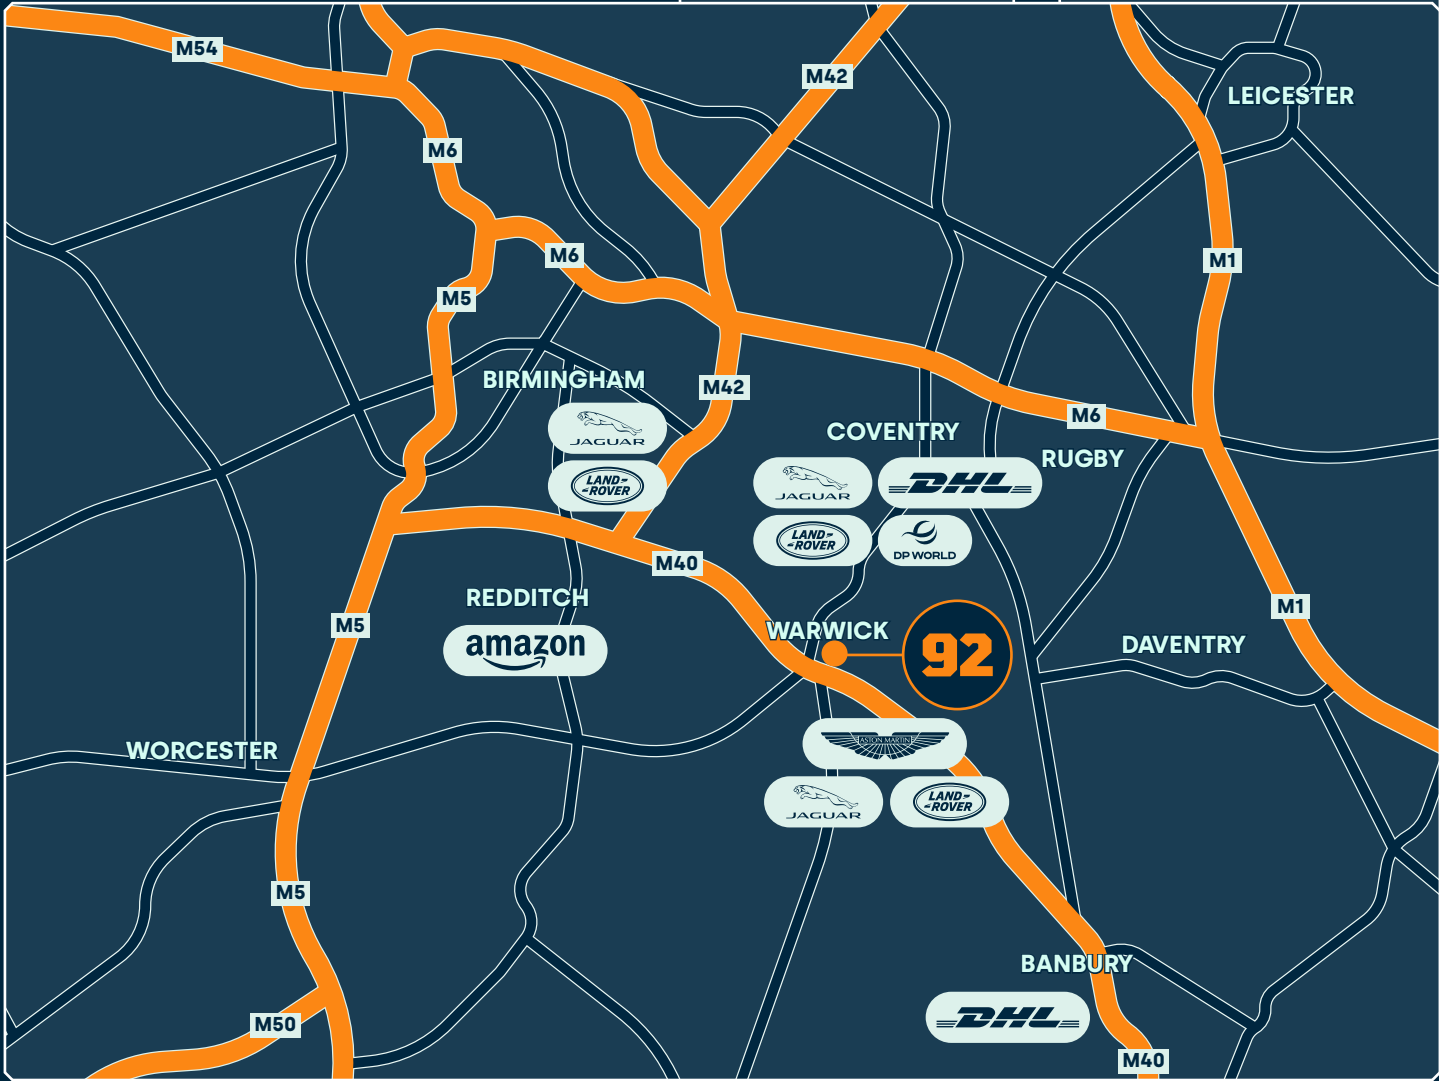 M54
M42
LEICESTER
M6
M6
M1
M5
BIRMINGHAM
M42
JAGUAR
M6
COVENTRY
RUGBY
LAND-
-ROVER
JAGUAR
DHL
LAND-
-ROVER
DP WORLD
M40
REDDITCH
amazon
M5
M1
WARWICK
92
DAVENTRY
WORCESTER
ASTON MARTIN
JAGUAR
LAND-
-ROVER
M5
BANBURY
DHL
M50
M40